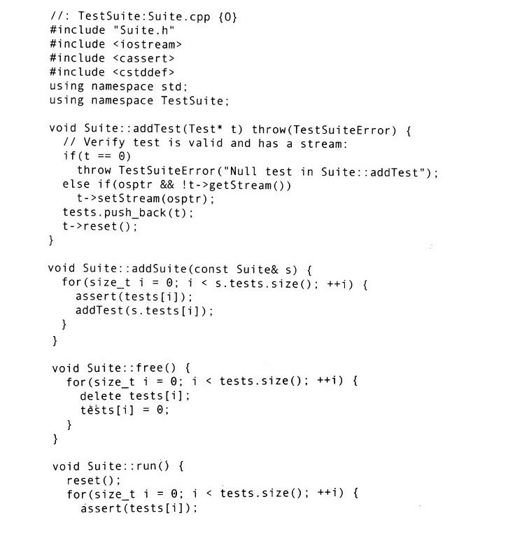 //: TestSuite:Suite.cpp {O}
#include "Suite.h"
#include <iostream>
#include <cassert>
#include <cstddef>
using namespace std;
using namespace TestSuite;

void Suite::addTest(Test* t) throw(TestSuiteError) {
  // Verify test is valid and has a stream:
  if(t == 0)
    throw TestSuiteError("Null test in Suite::addTest");
  else if(osptr && !t->getStream())
    t->setStream(osptr);
  tests.push_back(t);
  t->reset();
}

void Suite::addSuite(const Suite& s) {
  for(size_t i = 0; i < s.tests.size(); ++i) {
    assert(tests[i]);
    addTest(s.tests[i]);
  }
}

void Suite::free() {
  for(size_t i = 0; i < tests.size(); ++i) {
    delete tests[i];
    tests[i] = 0;
  }
}

void Suite::run() {
  reset();
  for(size_t i = 0; i < tests.size(); ++i) {
    assert(tests[i]);